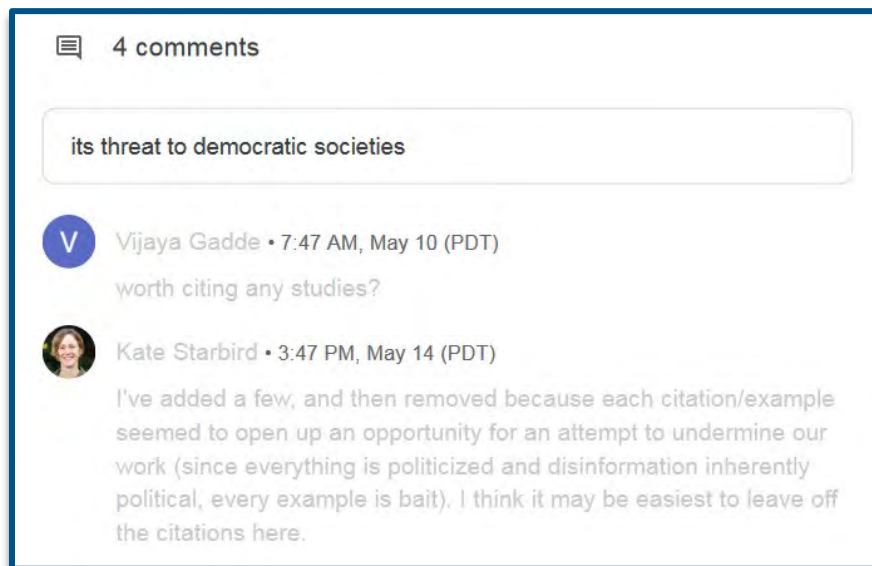 4 comments
its threat to democratic societies
V
Vijaya Gadde • 7:47 AM, May 10 (PDT)
worth citing any studies?
Kate Starbird • 3:47 PM, May 14 (PDT)
I've added a few, and then removed because each citation/example
seemed to open up an opportunity for an attempt to undermine our
work (since everything is politicized and disinformation inherently
political, every example is bait). I think it may be easiest to leave off
the citations here.